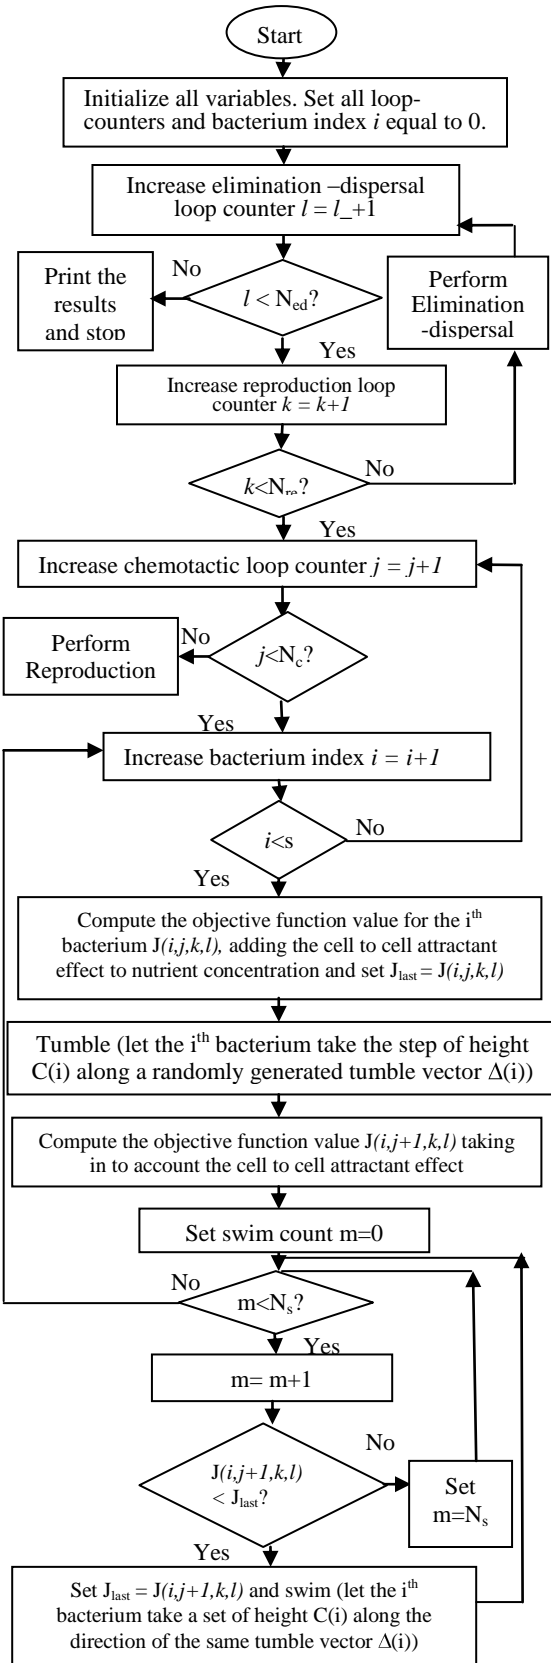 Start
Initialize all variables. Set all loop-
counters and bacterium index i equal to 0.
Increase elimination –dispersal
loop counter l = l_+1
No
Print the
results
and stop
l < Ned?
Perform
Elimination
-dispersal
Yes
Increase reproduction loop
counter k = k+1
No
k<Nre?
Yes
Increase chemotactic loop counter j = j+1
No
Perform
Reproduction
j<Nc?
Yes
Increase bacterium index i = i+1
i<s
No
Yes
Compute the objective function value for the ith
bacterium J(i,j,k,l), adding the cell to cell attractant
effect to nutrient concentration and set Jlast = J(i,j,k,l)
Tumble (let the ith bacterium take the step of height
C(i) along a randomly generated tumble vector Δ(i))
Compute the objective function value J(i,j+1,k,l) taking
in to account the cell to cell attractant effect
Set swim count m=0
No
m<Ns?
Yes
m= m+1
No
J(i,j+1,k,l)
< Jlast?
Set
m=Ns
Yes
Set Jlast = J(i,j+1,k,l) and swim (let the ith
bacterium take a set of height C(i) along the
direction of the same tumble vector Δ(i))